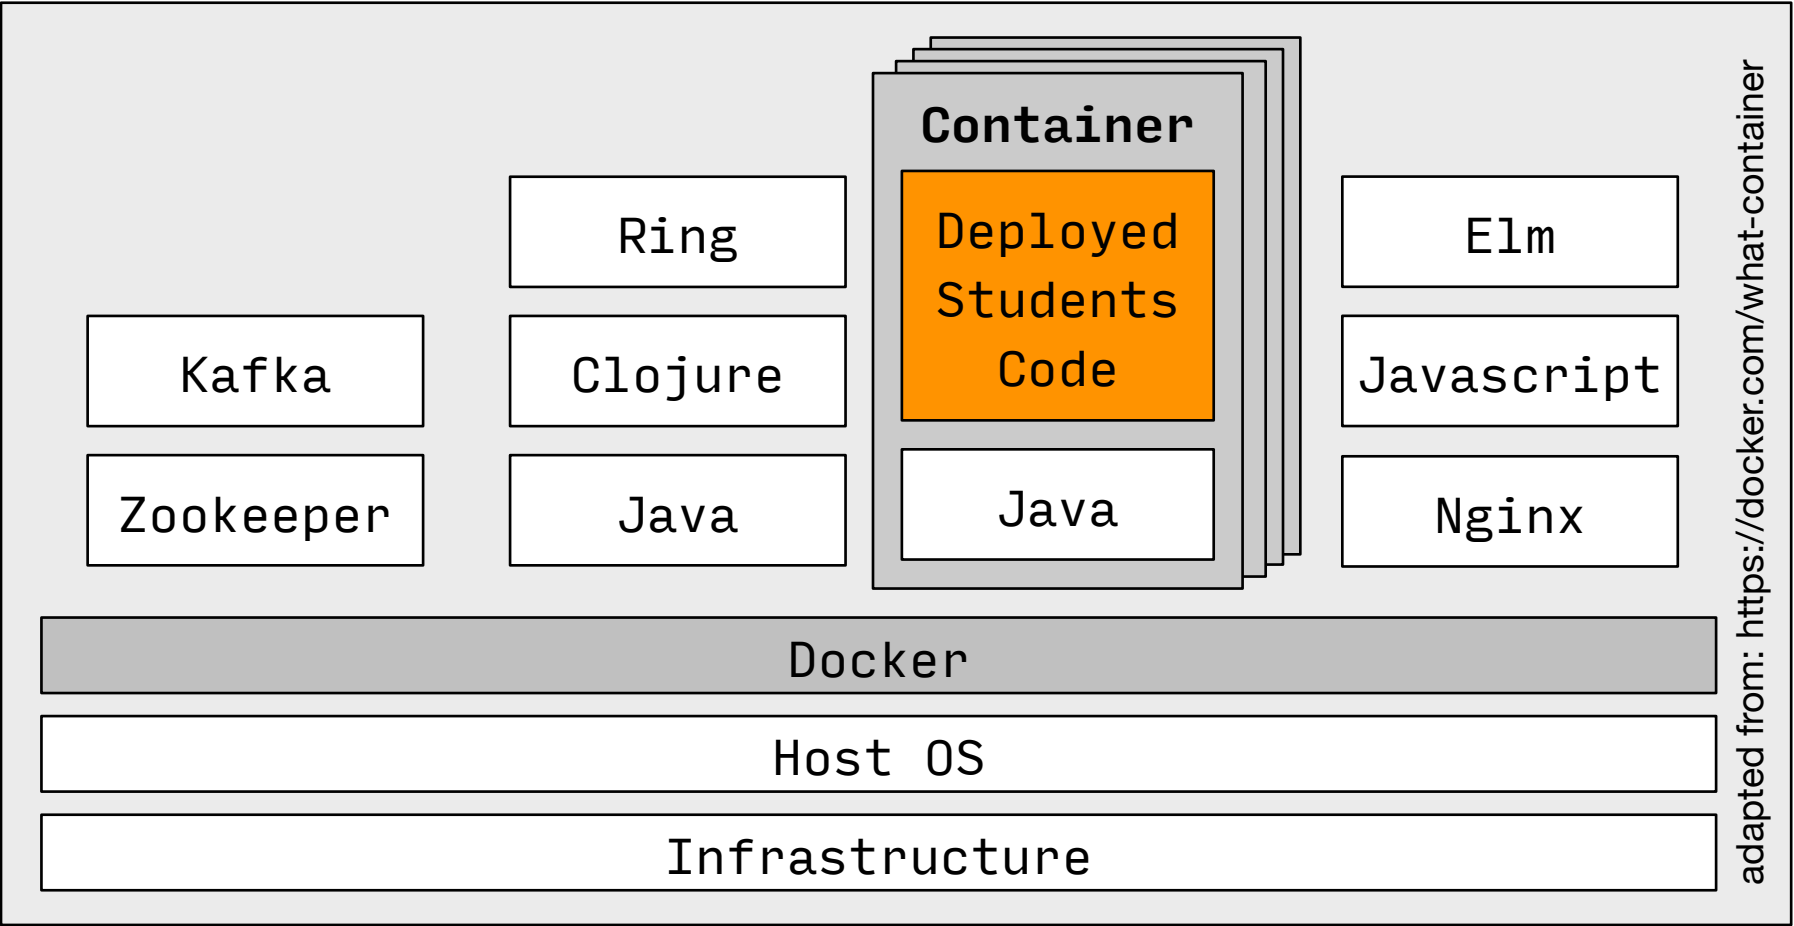 Container
Ring
Deployed
Students
Code
Elm
Kafka
Clojure
Javascript
Zookeeper
Java
Java
Nginx
Docker
Host OS
Infrastructure
adapted from: https://docker.com/what-container